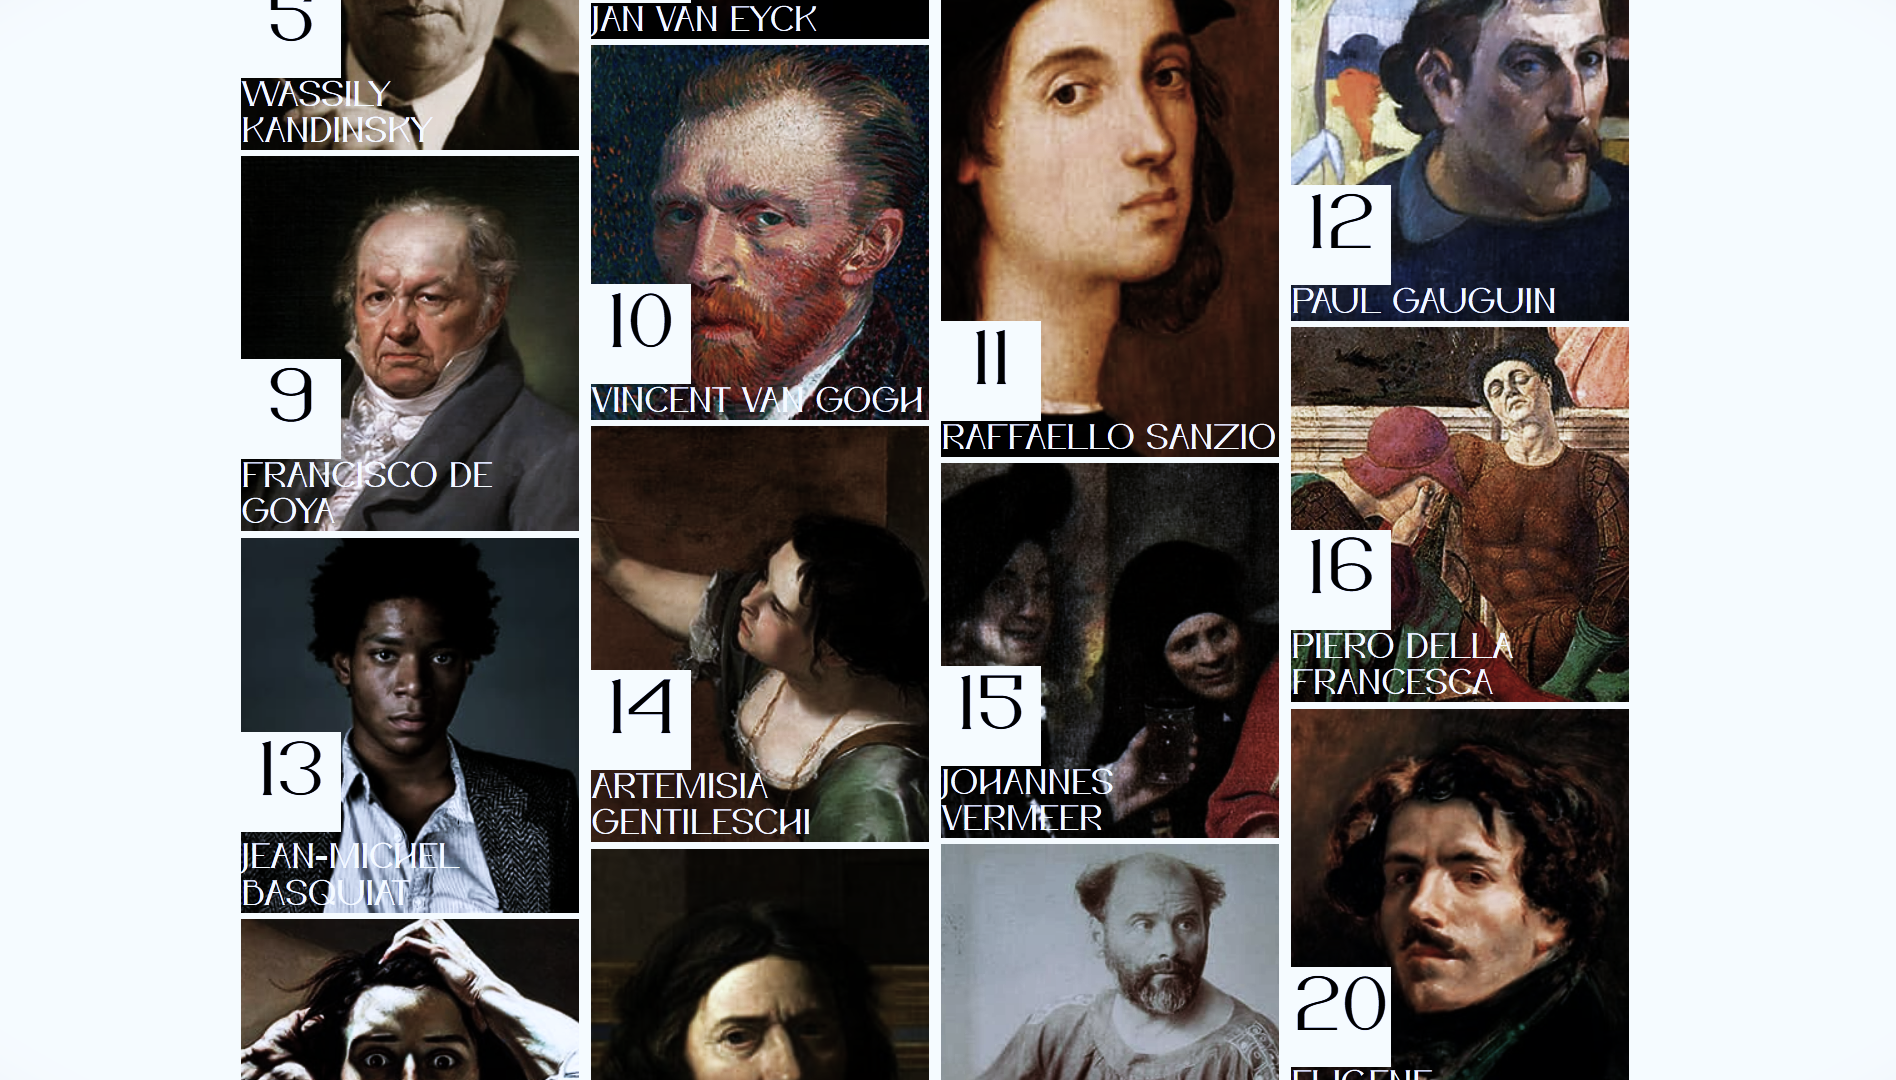 5
WASSILY
KANDINSKY
JAN VAN EYCK
12
PAUL GAUGUIN
9
FRANCISCO DE
GOYA
10
VINCENT VAN GOGH
11
RAFFAELLO SANZIO
16
PIERO DELLA
FRANCESCA
13
JEAN-MICHEL
BASQUIAT
14
ARTEMISIA
GENTILESCHI
15
JOHANNES
VERMEER
20
EUGENE